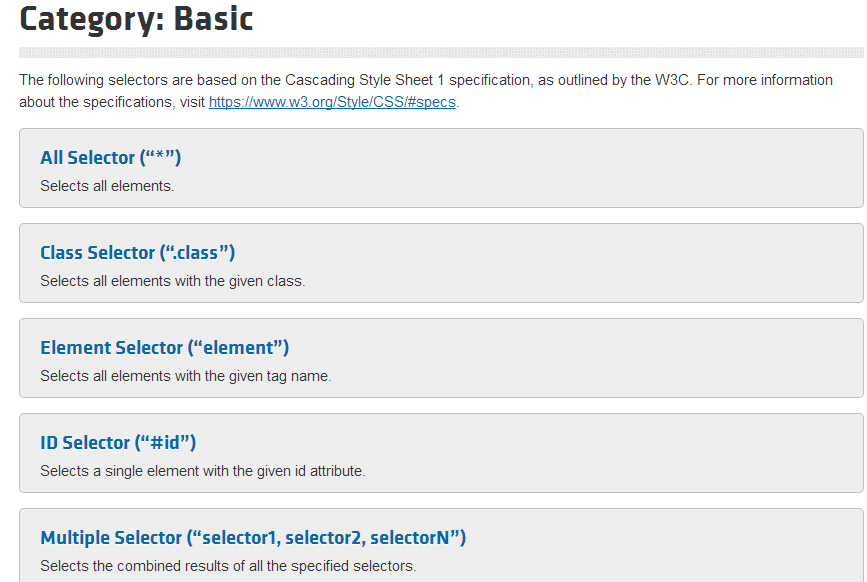 Category: Basic
The following selectors are based on the Cascading Style Sheet 1 specification, as outlined by the W3C. For more information
about the specifications, visit https://www.w3.org/Style/CSS/#specs.
All Selector (“*”)
Selects all elements.
Class Selector (“.class”)
Selects all elements with the given class.
Element Selector (“element”)
Selects all elements with the given tag name.
ID Selector (“#id”)
Selects a single element with the given id attribute.
Multiple Selector (“selector1, selector2, selectorN”)
Selects the combined results of all the specified selectors.